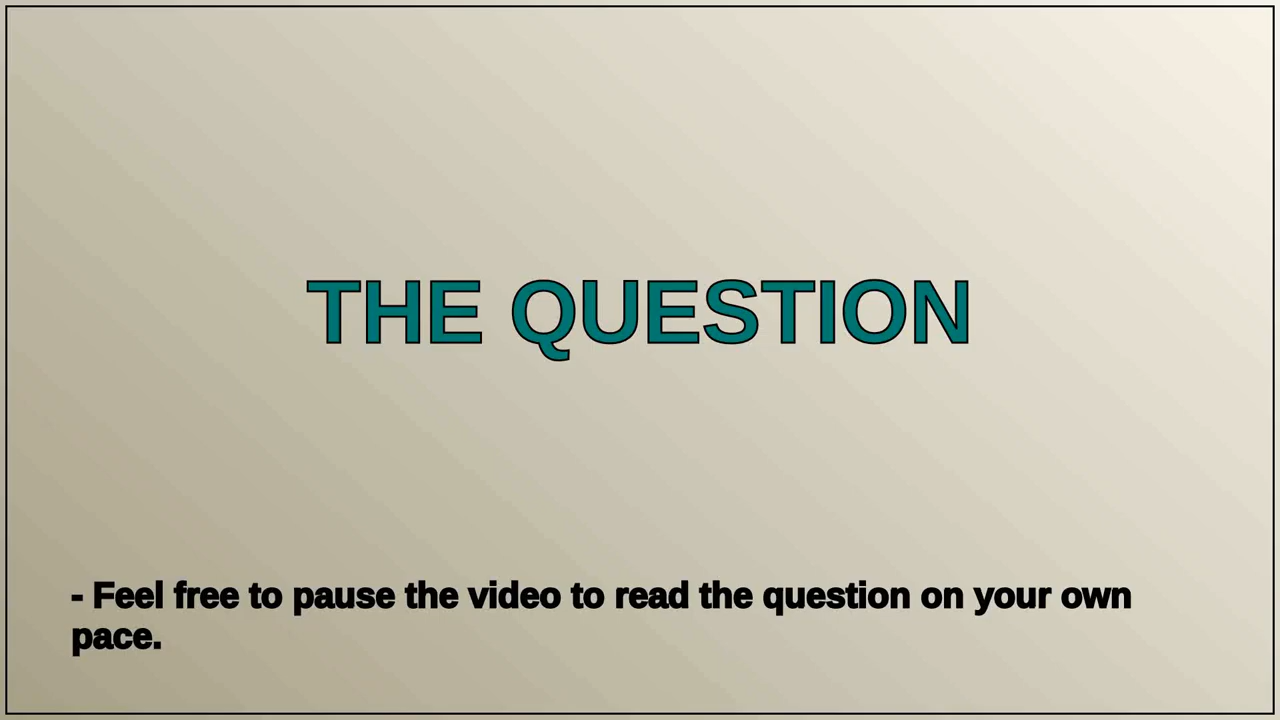 THE QUESTION
- Feel free to pause the video to read the question on your own
pace.